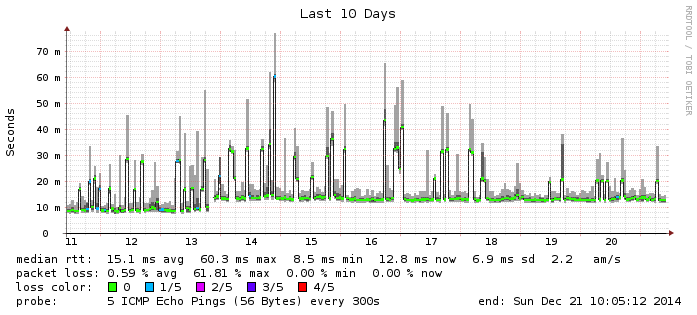 Last 10 Days
RRDTOOL / TOBI OETIKER
Seconds
70 m
60 m
50 m
40 m
30 m
20 m
10 m
0
11 12 13 14 15 16 17 18 19 20
median rtt: 15.1 ms avg 60.3 ms max 8.5 ms min 12.8 ms now 6.9 ms sd 2.2 am/s
packet loss: 0.59 % avg 61.81 % max 0.00 % min 0.00 % now
loss color: 0 1/5 2/5 3/5 4/5
probe: 5 ICMP Echo Pings (56 Bytes) every 300s end: Sun Dec 21 10:05:12 2014